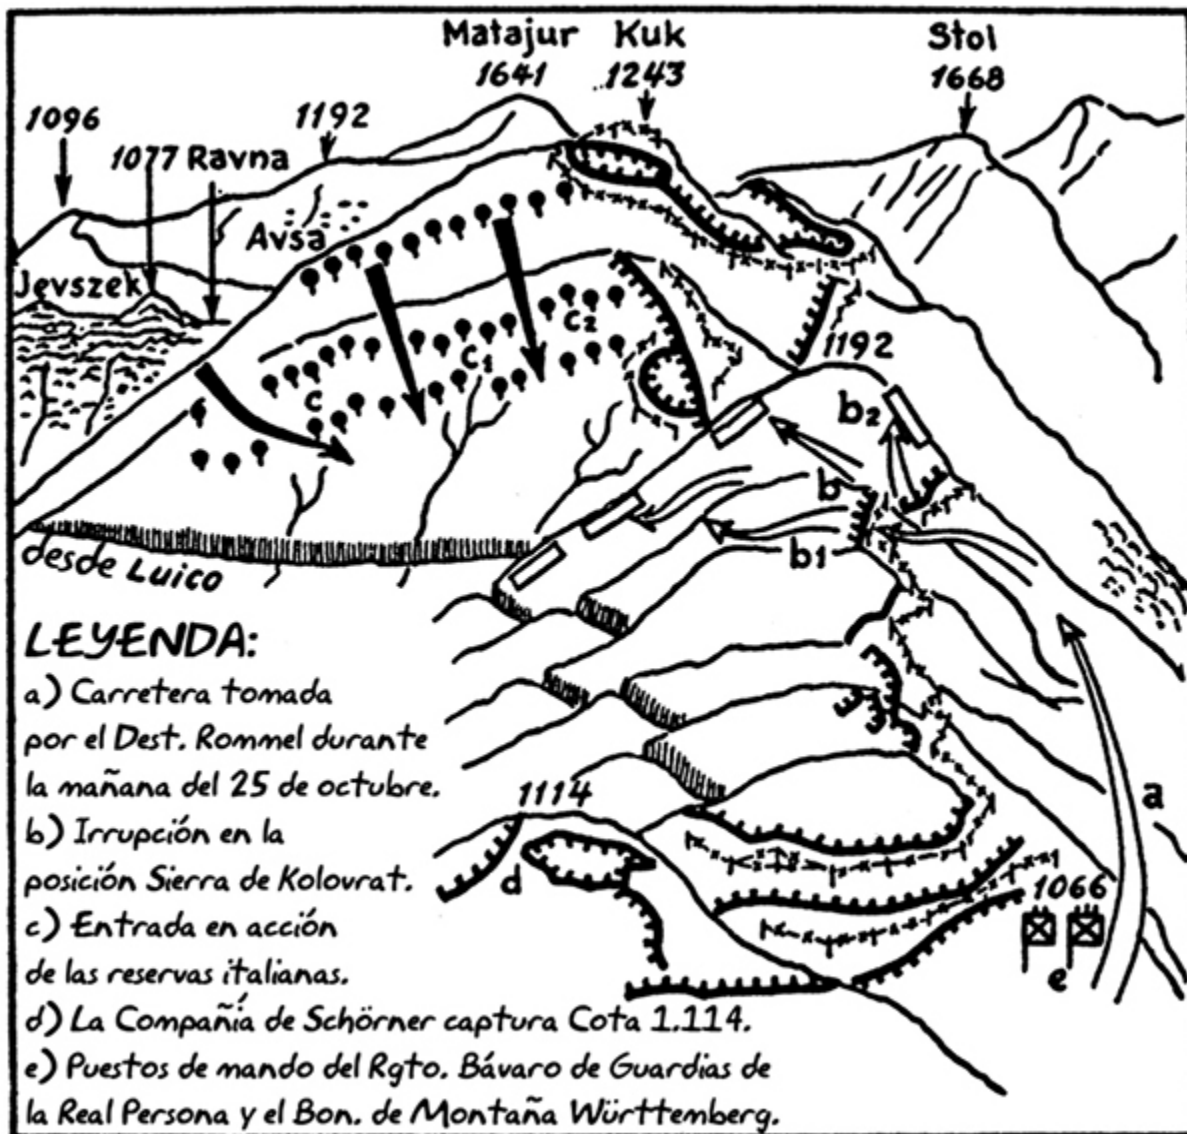 Matajur Kuk Stol
1641 1243 1668
1096 1192
1077 Ravna
Avsa
Jevszek
c2
c1
c
1192
b2
b
b1
desde Luico
a
1114
d
1066
e
LEYENDA:
a) Carretera tomada
por el Dest. Rommel durante
la mañana del 25 de octubre.
b) Irrupción en la
posición Sierra de Kolovrat.
c) Entrada en acción
de las reservas italianas.
d) La Compañía de Schörner captura Cota 1.114.
e) Puestos de mando del Rgto. Bávaro de Guardias de
la Real Persona y el Bon. de Montaña Württemberg.